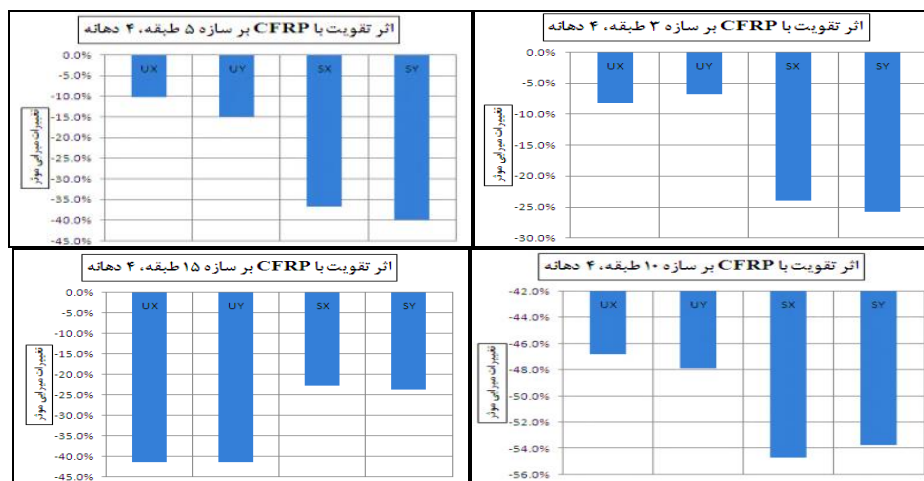 اثر تقویت با CFRP بر سازه ۵ طبقه، ۴ دهانه
0.0%
-5.0%
-10.0%
-15.0%
-20.0%
-25.0%
-30.0%
-35.0%
-40.0%
-45.0%
UX
UY
SX
SY
تغییرات میرایی موثر
اثر تقویت با CFRP بر سازه ۳ طبقه، ۴ دهانه
0.0%
-5.0%
-10.0%
-15.0%
-20.0%
-25.0%
-30.0%
UX
UY
SX
SY
تغییرات میرایی موثر
اثر تقویت با CFRP بر سازه ۱۵ طبقه، ۴ دهانه
0.0%
-5.0%
-10.0%
-15.0%
-20.0%
-25.0%
-30.0%
-35.0%
-40.0%
-45.0%
UX
UY
SX
SY
تغییرات میرایی موثر
اثر تقویت با CFRP بر سازه ۱۰ طبقه، ۴ دهانه
-42.0%
-44.0%
-46.0%
-48.0%
-50.0%
-52.0%
-54.0%
-56.0%
UX
UY
SX
SY
تغییرات میرایی موثر